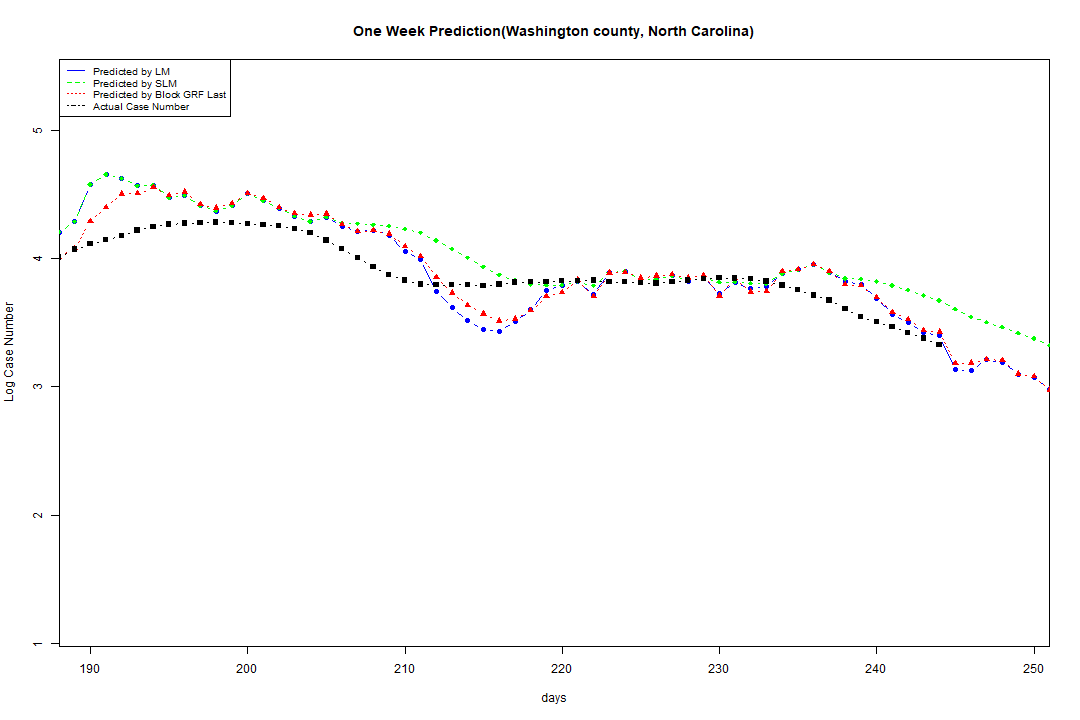 One Week Prediction(Washington county, North Carolina)
Predicted by LM
Predicted by SLM
Predicted by Block GRF Last
Actual Case Number
5
4
3
2
1
Log Case Number
190 200 210 220 230 240 250
days